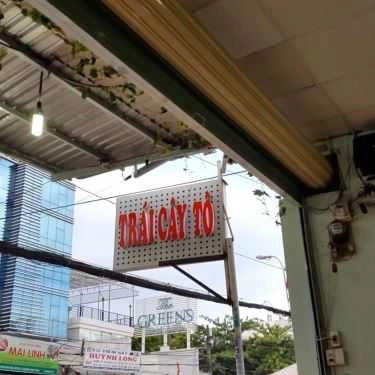 TRÁI CÂY TÔ
The
GREENS
MAI LINH
HUỲNH LONG